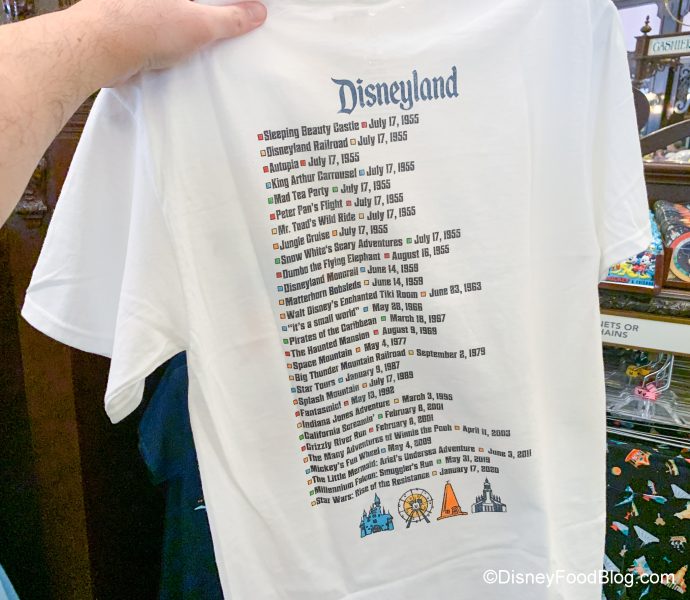 GASHIE
Disneyland
Sleeping Beauty Castle July 17, 1955
Disneyland Railroad July 17, 1955
Autopia July 17, 1955
King Arthur Carrousel July 17, 1955
Mad Tea Party July 17, 1955
Peter Pan's Flight July 17, 1955
Mr. Toad's Wild Ride July 17, 1955
Jungle Cruise July 17, 1955
Snow White's Scary Adventures July 17, 1955
Dumbo the Flying Elephant August 16, 1955
Disneyland Monorail June 14, 1959
Matterhorn Bobsleds June 14, 1959
Walt Disney's Enchanted Tiki Room June 23, 1963
"it's a small world" May 28, 1966
Pirates of the Caribbean March 18, 1967
The Haunted Mansion August 9, 1969
Space Mountain May 4, 1977
Big Thunder Mountain Railroad September 2, 1979
Star Tours January 9, 1987
Splash Mountain July 17, 1989
Fantasmic! May 13, 1992
Indiana Jones Adventure March 3, 1995
California Screamin' February 8, 2001
Grizzly River Run February 8, 2001
The Many Adventures of Winnie the Pooh April 11, 2003
Mickey's Fun Wheel May 4, 2009
The Little Mermaid: Ariel's Undersea Adventure June 3, 2011
Millennium Falcon: Smuggler's Run May 31, 2019
Star Wars: Rise of the Resistance January 17, 2020
NETS OR
HAINS
©DisneyFoodBlog.com